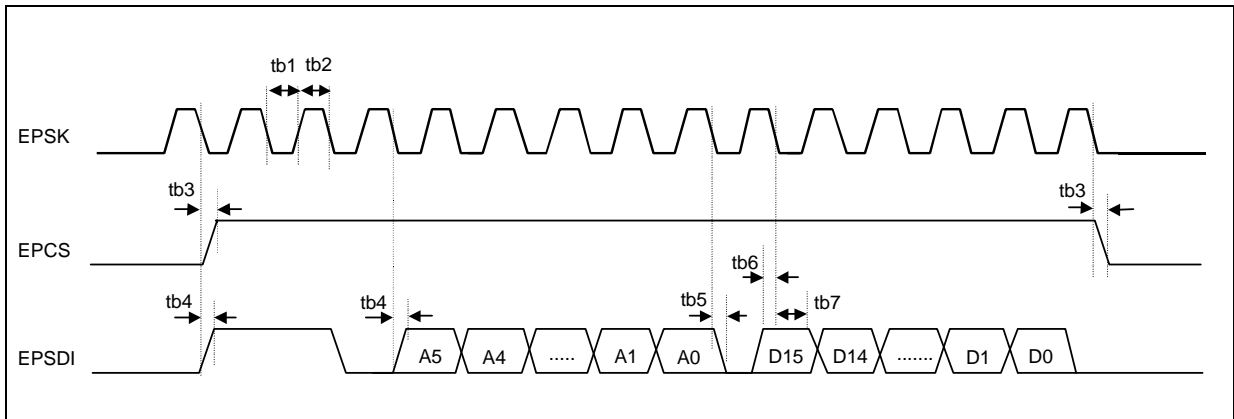 tb1 tb2
EPSK
tb3 tb3
EPCS
tb6
tb4 tb4 tb5 tb7
EPSDI A5 A4 ..... A1 A0 D15 D14 ....... D1 D0